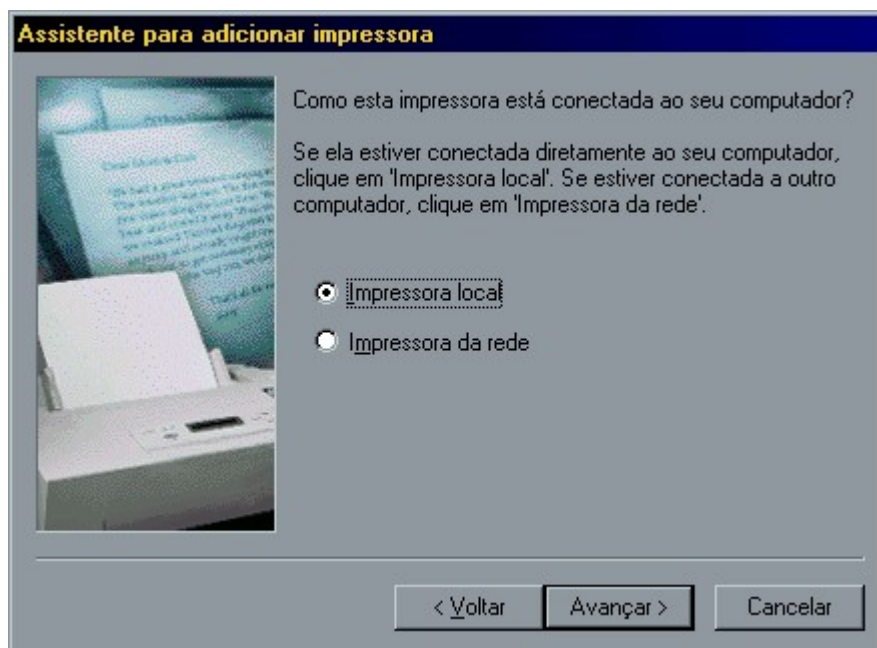 Assistente para adicionar impressora
Como esta impressora está conectada ao seu computador?
Se ela estiver conectada diretamente ao seu computador,
clique em 'Impressora local'. Se estiver conectada a outro
computador, clique em 'Impressora da rede'.
Impressora local
Impressora da rede
< Voltar
Avançar >
Cancelar